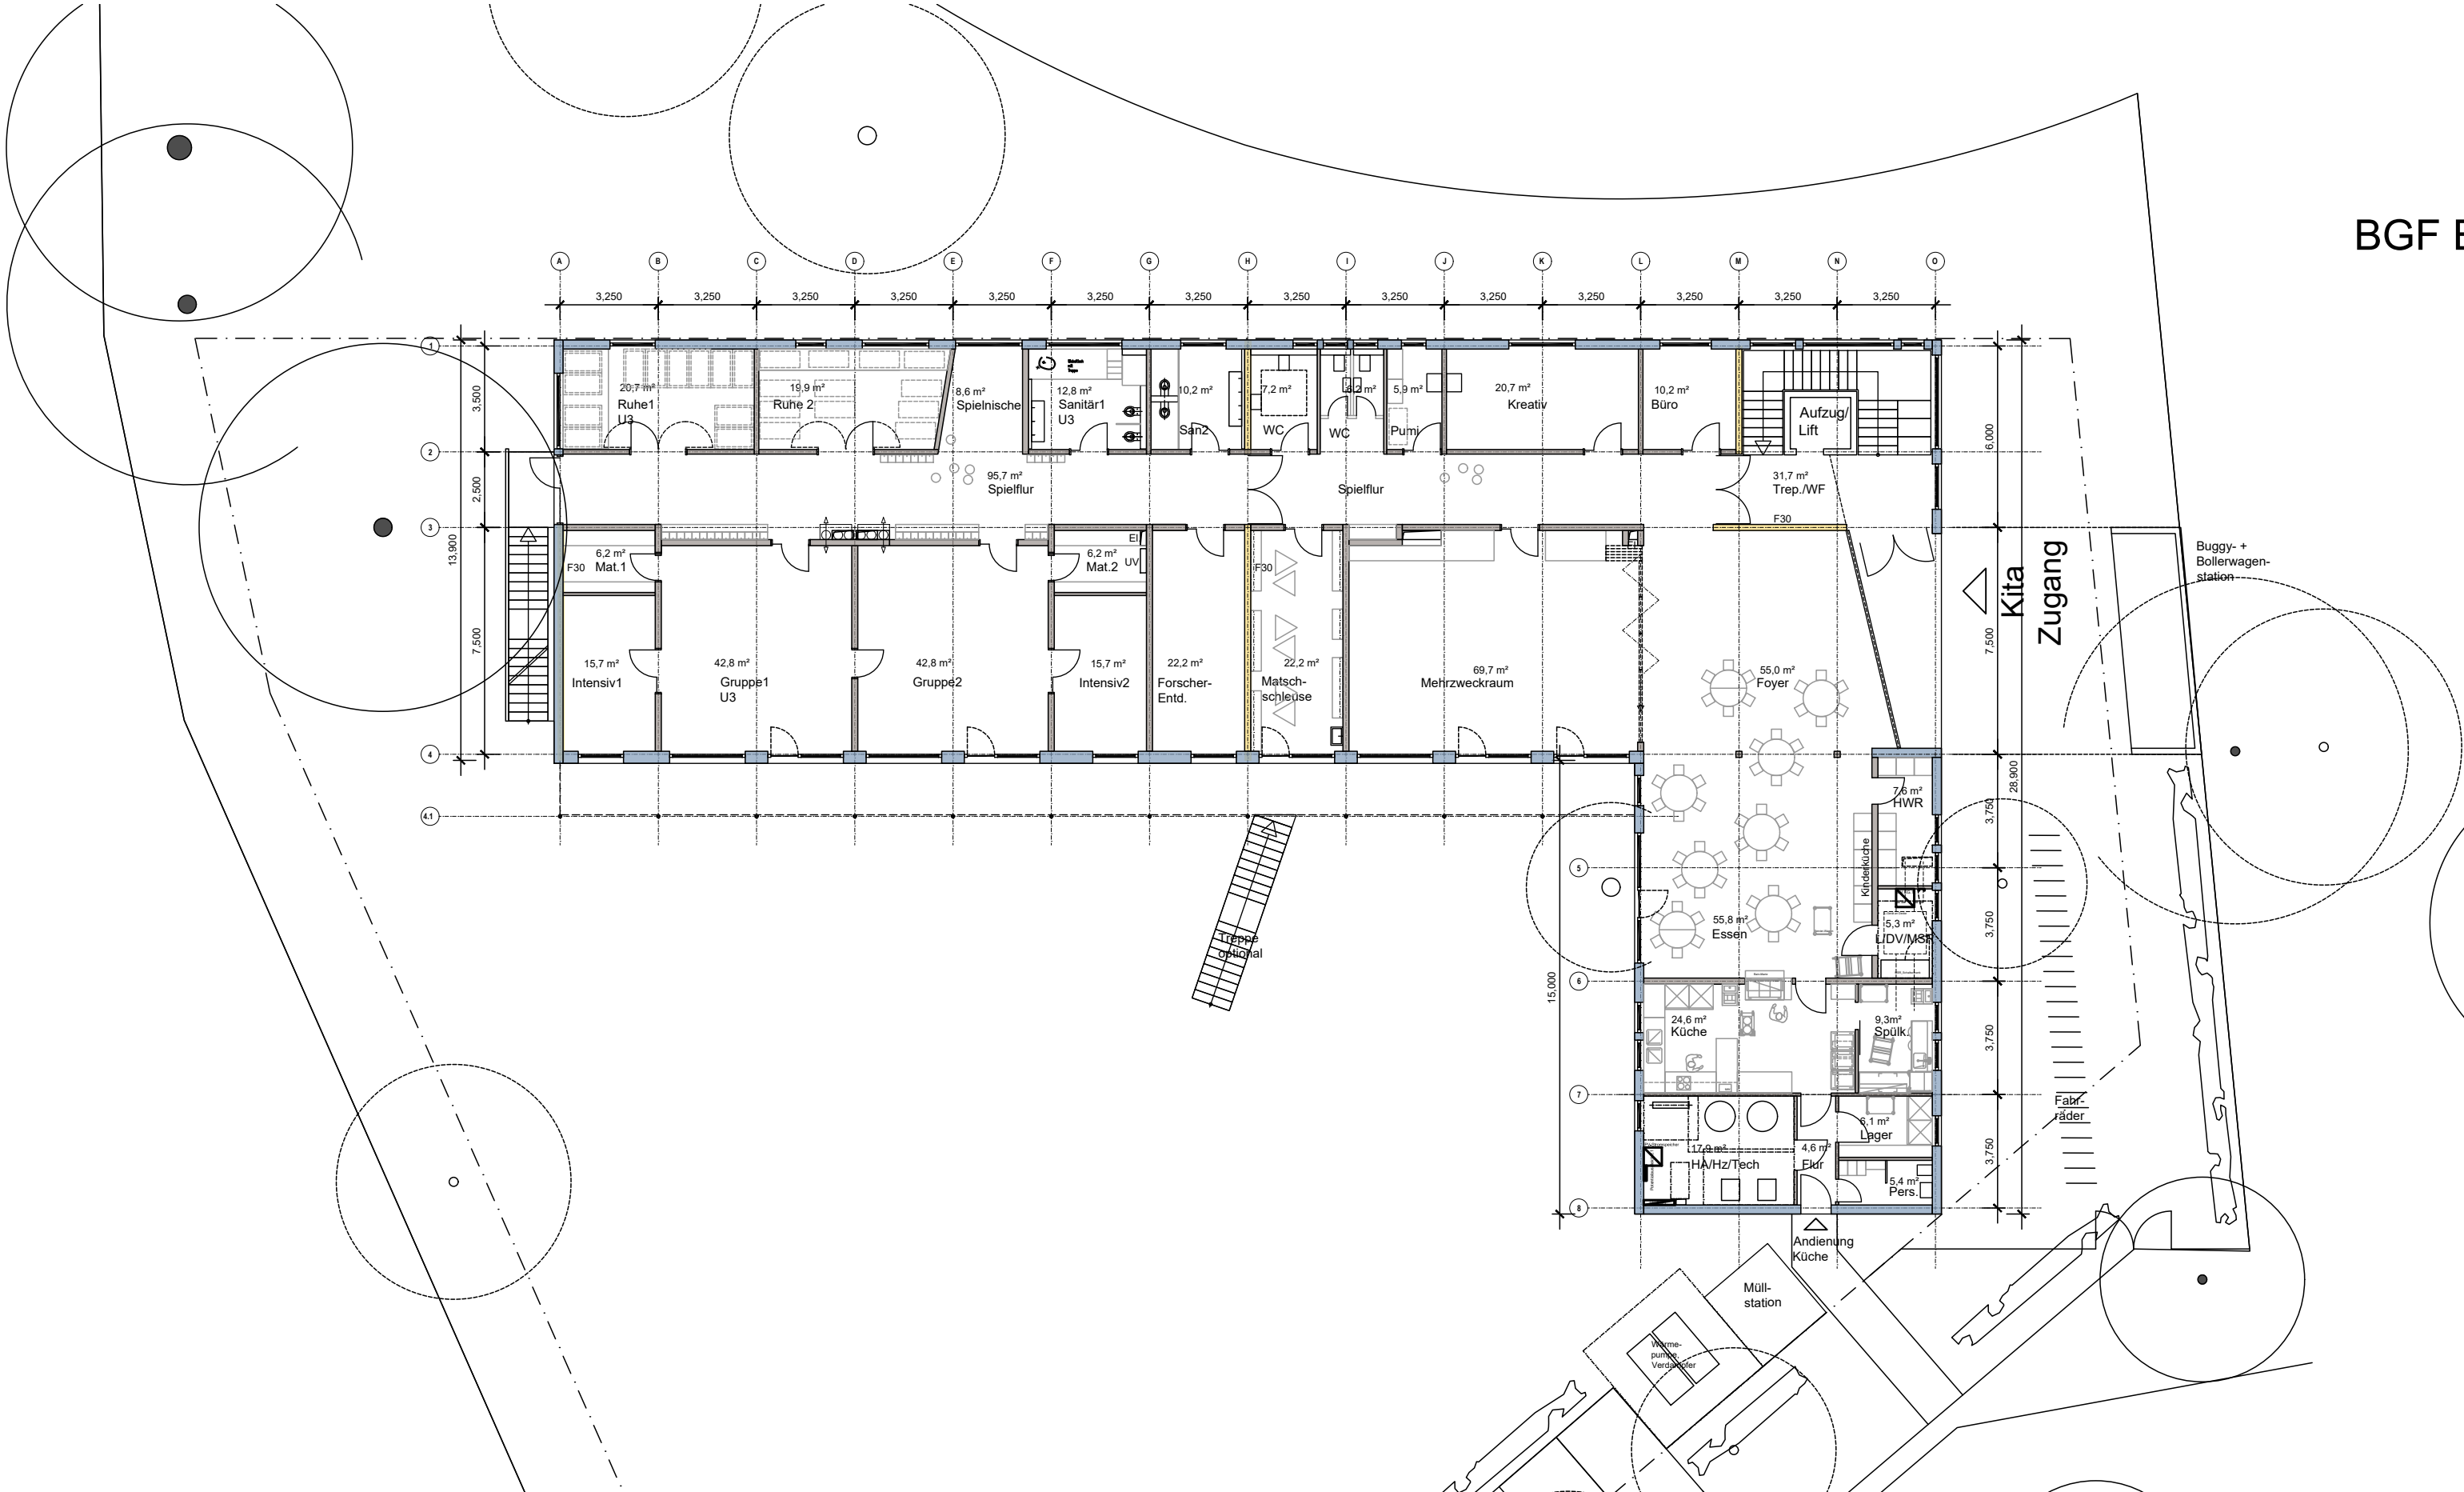 BGF E
A B C D E F G H I J K L M N O
3,250 3,250 3,250 3,250 3,250 3,250 3,250 3,250 3,250 3,250 3,250 3,250 3,250 3,250
1
2
3
4
4.1
5
6
7
8
3,500
2,500
7,500
13,900
6,000
7,500
3,750
3,750
3,750
3,750
28,900
15,000
20,7 m²
Ruhe1
U3
19,9 m²
Ruhe 2
8,6 m²
Spielnische
12,8 m²
Sanitär1
U3
10,2 m²
San2
7,2 m²
WC
WC
5,9 m²
Pumi
20,7 m²
Kreativ
10,2 m²
Büro
Aufzug/
Lift
95,7 m²
Spielflur
Spielflur
31,7 m²
Trep./WF
F30
6,2 m²
F30
Mat.1
6,2 m²
Mat.2
El
UV
F30
15,7 m²
Intensiv1
42,8 m²
Gruppe1
U3
42,8 m²
Gruppe2
15,7 m²
Intensiv2
22,2 m²
Forscher-
Entd.
22,2 m²
Matsch-
schleuse
69,7 m²
Mehrzweckraum
55,0 m²
Foyer
Kita
Zugang
Buggy- +
Bollerwagen-
station
7,6 m²
HWR
Kinderküche
55,8 m²
Essen
5,3 m²
24,6 m²
Küche
9,3m²
Spülk.
17,9 m²
HA/Hz/Tech
4,6 m²
Flur
6,1 m²
Lager
5,4 m²
Pers.
Fahr-
räder
Treppe
optional
Andienung
Küche
Müll-
station
Wärme-
pumpe.
Verdampfer